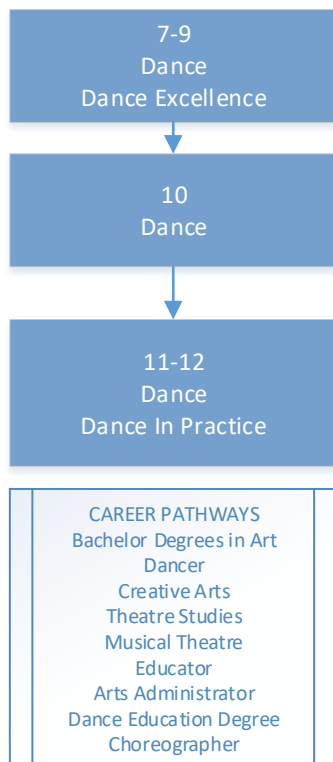 7-9
Dance
Dance Excellence
10
Dance
11-12
Dance
Dance In Practice
CAREER PATHWAYS
Bachelor Degrees in Art
Dancer
Creative Arts
Theatre Studies
Musical Theatre
Educator
Arts Administrator
Dance Education Degree
Choreographer